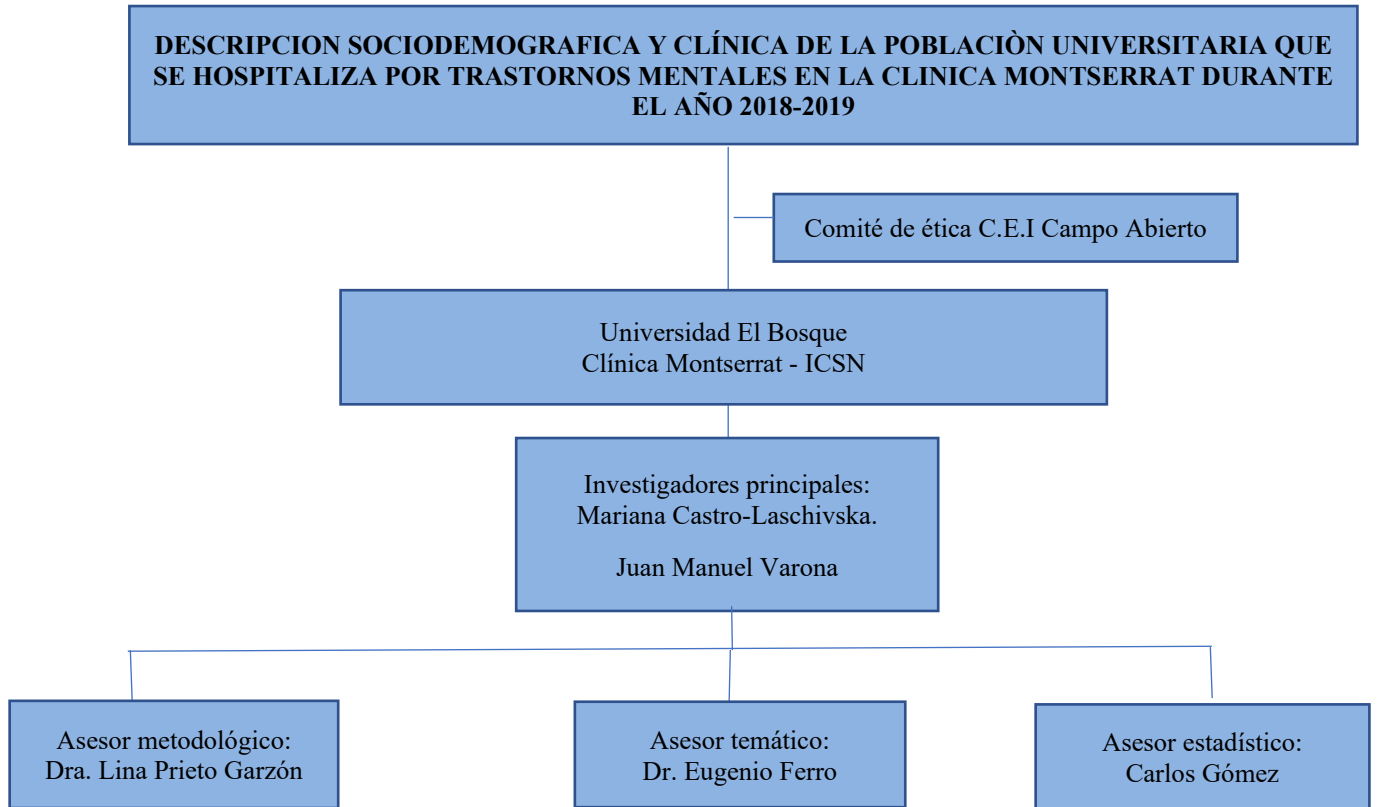 DESCRIPCION SOCIODEMOGRAFICA Y CLÍNICA DE LA POBLACIÒN UNIVERSITARIA QUE
SE HOSPITALIZA POR TRASTORNOS MENTALES EN LA CLINICA MONTSERRAT DURANTE
EL AÑO 2018-2019
Comité de ética C.E.I Campo Abierto
Universidad El Bosque
Clínica Montserrat - ICSN
Investigadores principales:
Mariana Castro-Laschivska.
Juan Manuel Varona
Asesor metodológico:
Dra. Lina Prieto Garzón
Asesor temático:
Dr. Eugenio Ferro
Asesor estadístico:
Carlos Gómez